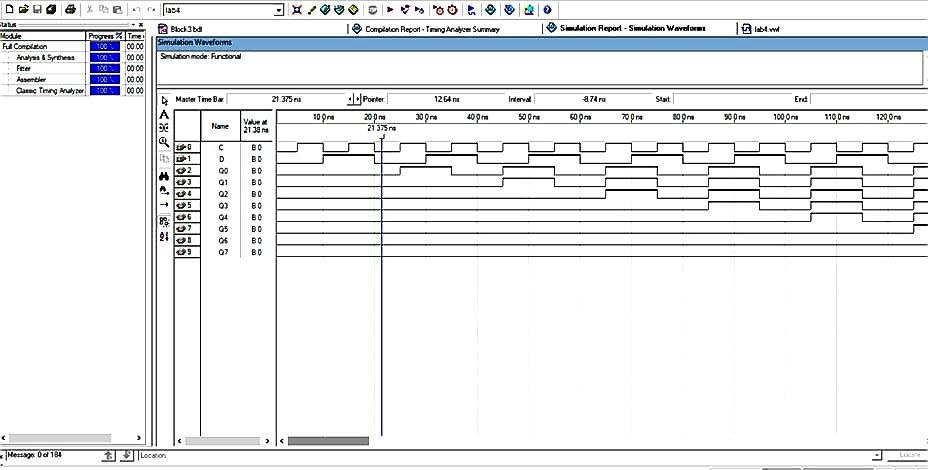 lab4
Status
Module Progress % Time
Full Compilation 100 % 00:00
Analysis & Synthesis 100 % 00:00
Fitter 100 % 00:00
Assembler 100 % 00:00
Classic Timing Analyzer 100 % 00:00
Block3.bdf
Compilation Report - Timing Analyzer Summary
Simulation Report - Simulation Waveforms
lab4.vwf
Simulation Waveforms
Simulation mode: Functional
Master Time Bar: 21.375 ns Pointer: 12.64 ns Interval: -8.74 ns Start: End:
Name
Value at 21.38 ns
10.0 ns 20.0 ns 30.0 ns 40.0 ns 50.0 ns 60.0 ns 70.0 ns 80.0 ns 90.0 ns 100.0 ns 110.0 ns 120.0 ns
21.375 ns
0 C B 0
1 D B 0
2 Q0 B 0
3 Q1 B 0
4 Q2 B 0
5 Q3 B 0
6 Q4 B 0
7 Q5 B 0
8 Q6 B 0
9 Q7 B 0
Message: 0 of 184
Location:
Locate